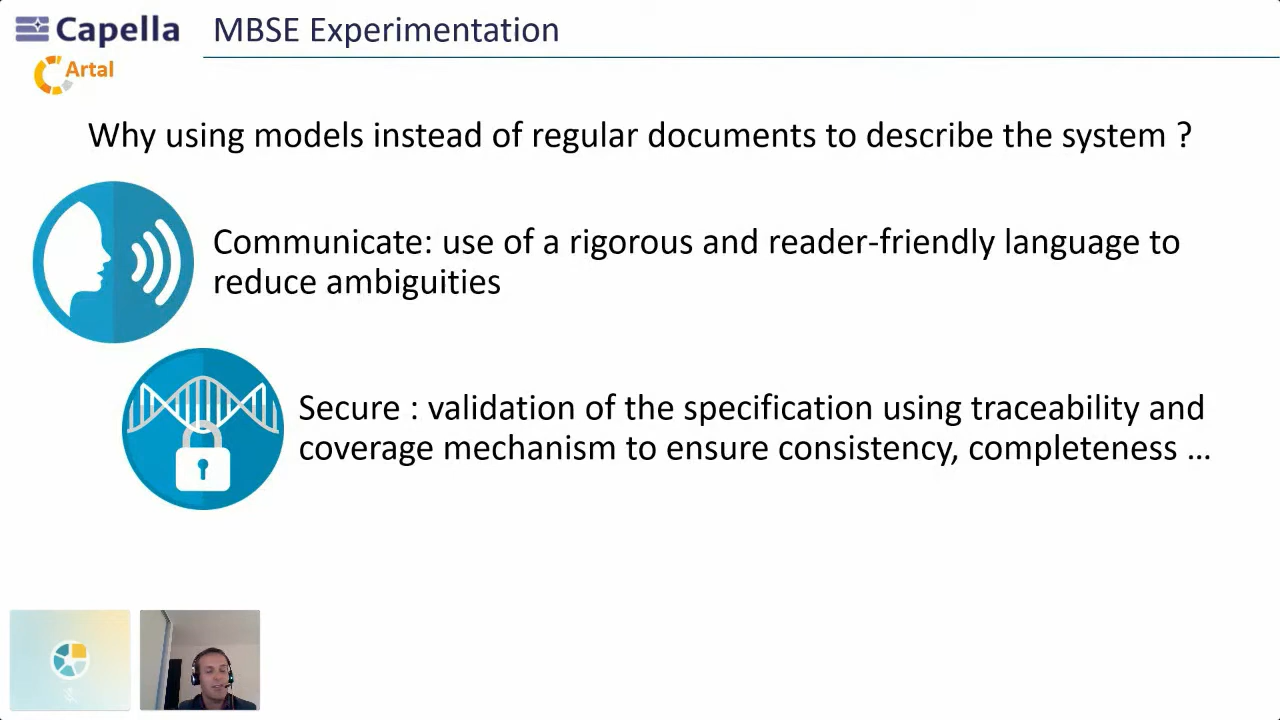 Capella
MBSE Experimentation
Artal
Why using models instead of regular documents to describe the system ?
Communicate: use of a rigorous and reader-friendly language to
reduce ambiguities
Secure : validation of the specification using traceability and
coverage mechanism to ensure consistency, completeness ...